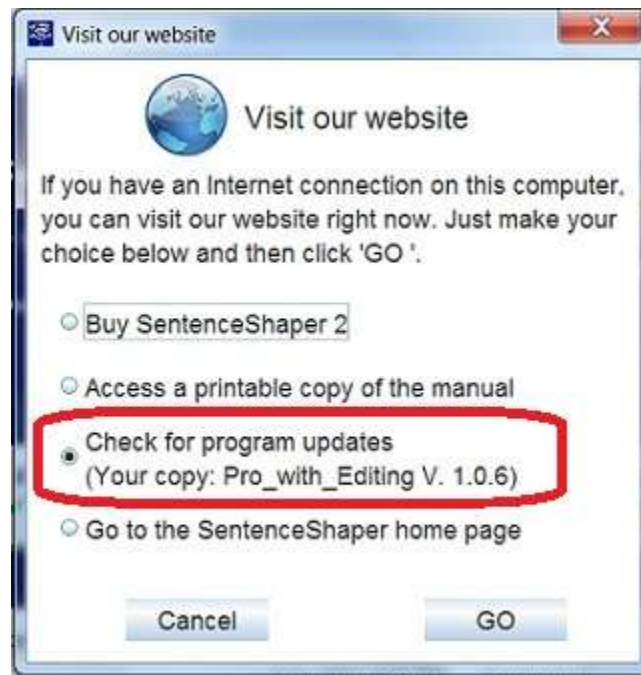 Visit our website
Visit our website
If you have an Internet connection on this computer,
you can visit our website right now. Just make your
choice below and then click 'GO '.
Buy SentenceShaper 2
Access a printable copy of the manual
Check for program updates
(Your copy: Pro_with_Editing V. 1.0.6)
Go to the SentenceShaper home page
Cancel GO